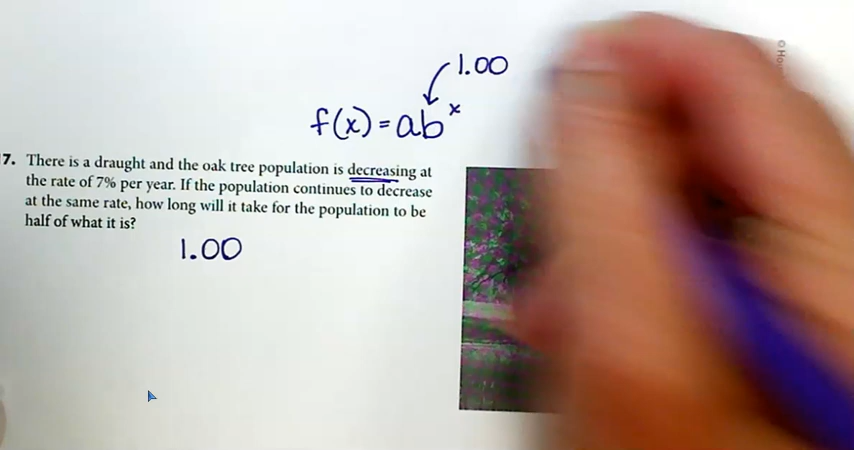 1.00
f(x) = abˣ
7. There is a draught and the oak tree population is decreasing at
the rate of 7% per year. If the population continues to decrease
at the same rate, how long will it take for the population to be
half of what it is?
1.00